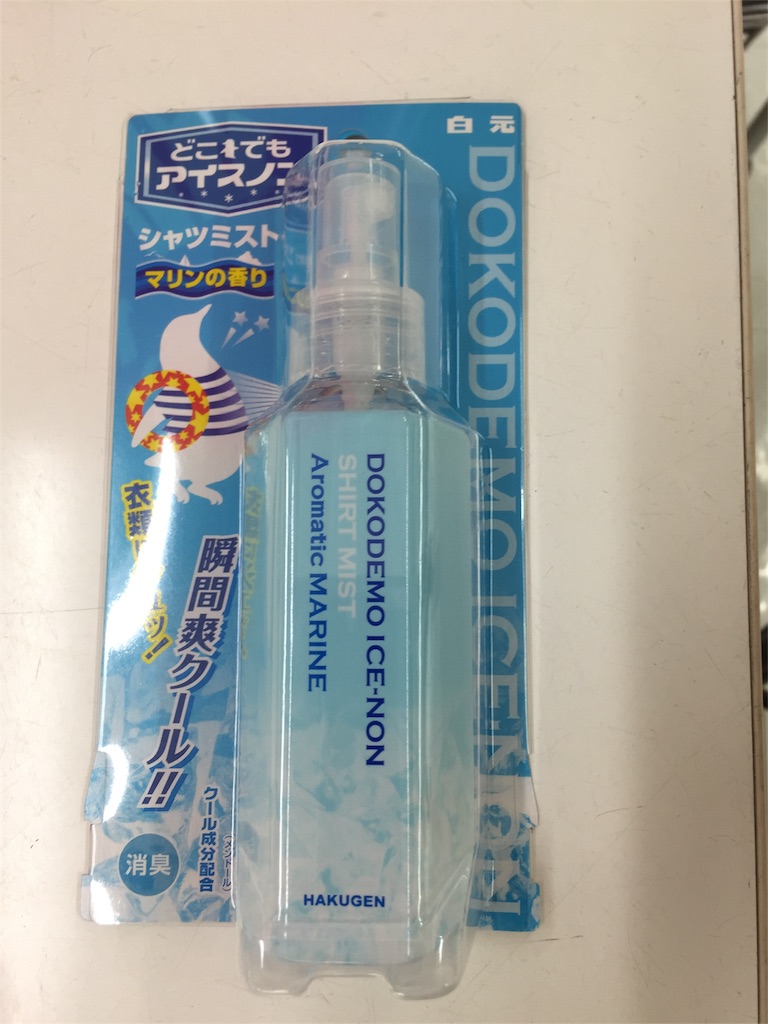 白元
どこでも
アイスノン
シャツミスト
マリンの香り
DOKODEMO ICE-NON
瞬間爽クール!!
クール成分配合
(メントール)
消臭
DOKODEMO ICE-NON
SHIRT MIST
Aromatic MARINE
HAKUGEN